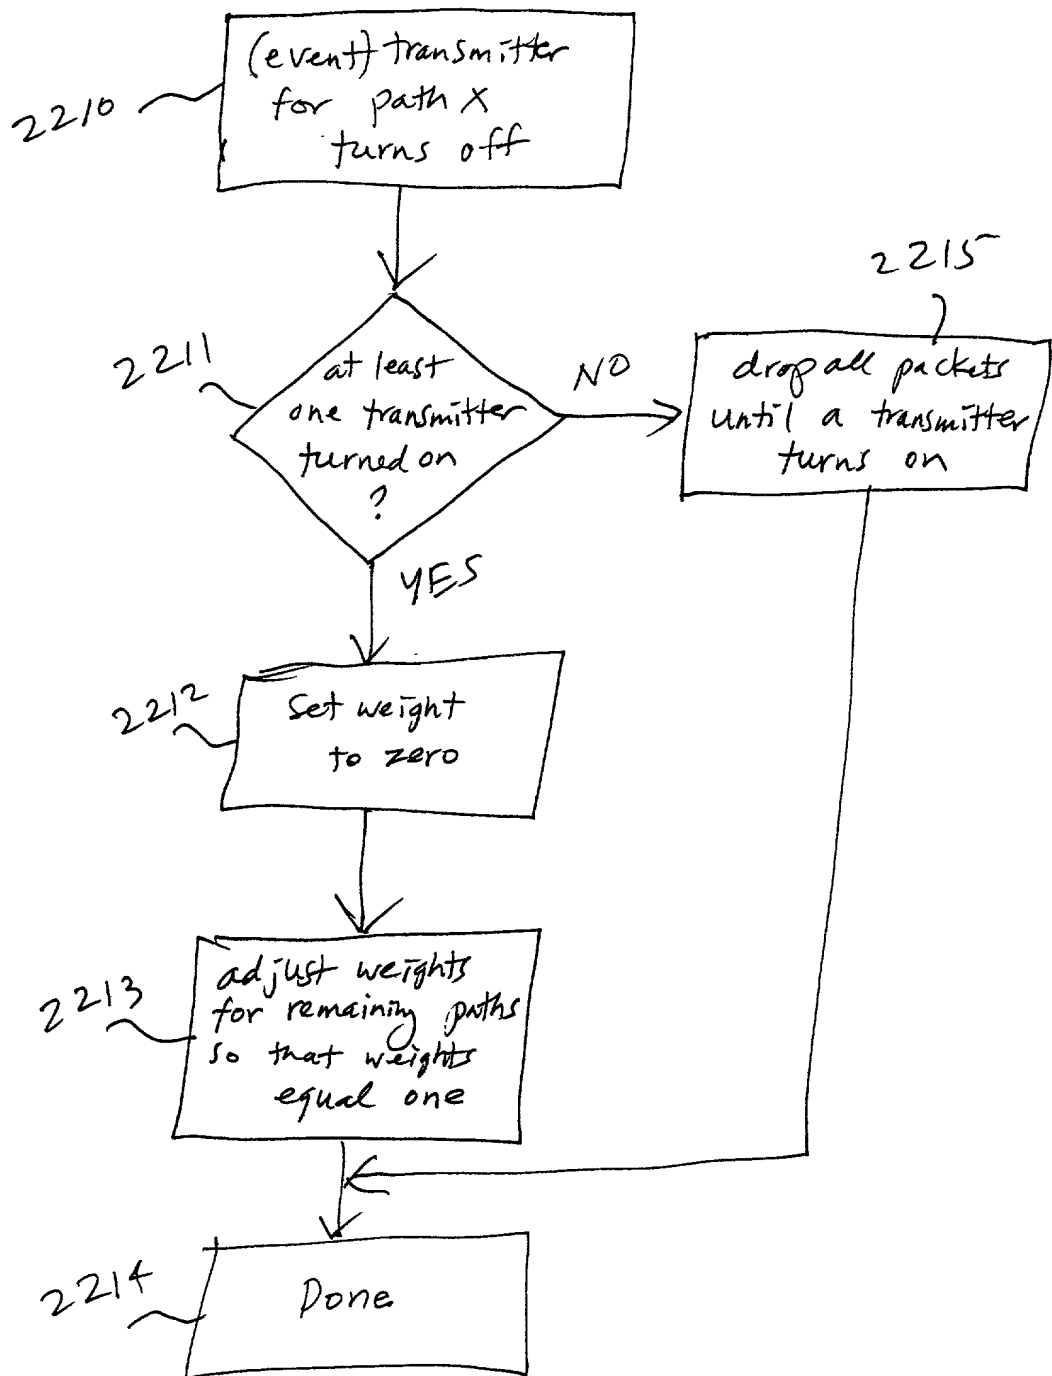 (event) transmitter
for path X
turns off
2210
2211
at least
one transmitter
turned on
?
NO
2215
drop all packets
until a transmitter
turns on
YES
2212
Set weight
to zero
2213
adjust weights
for remaining paths
so that weights
equal one
2214
Done